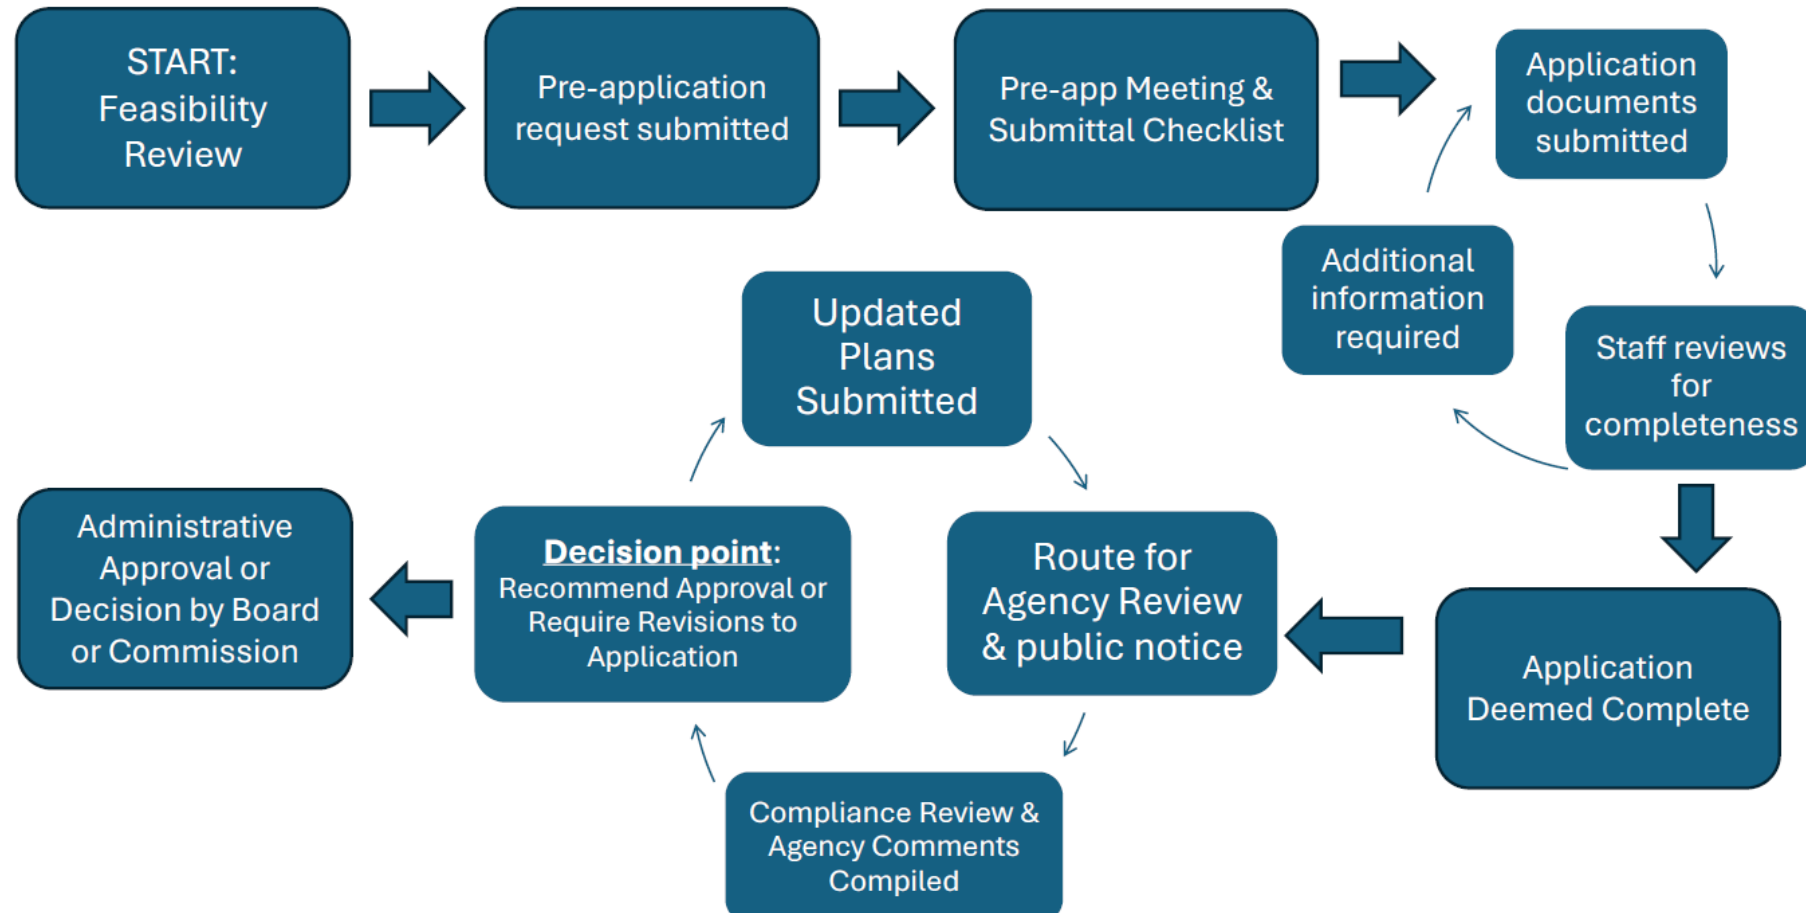 START:
Feasibility
Review
Pre-application
request submitted
Pre-app Meeting &
Submittal Checklist
Application
documents
submitted
Additional
information
required
Staff reviews
for
completeness
Updated
Plans
Submitted
Administrative
Approval or
Decision by Board
or Commission
Decision point:
Recommend Approval or
Require Revisions to
Application
Route for
Agency Review
& public notice
Application
Deemed Complete
Compliance Review &
Agency Comments
Compiled